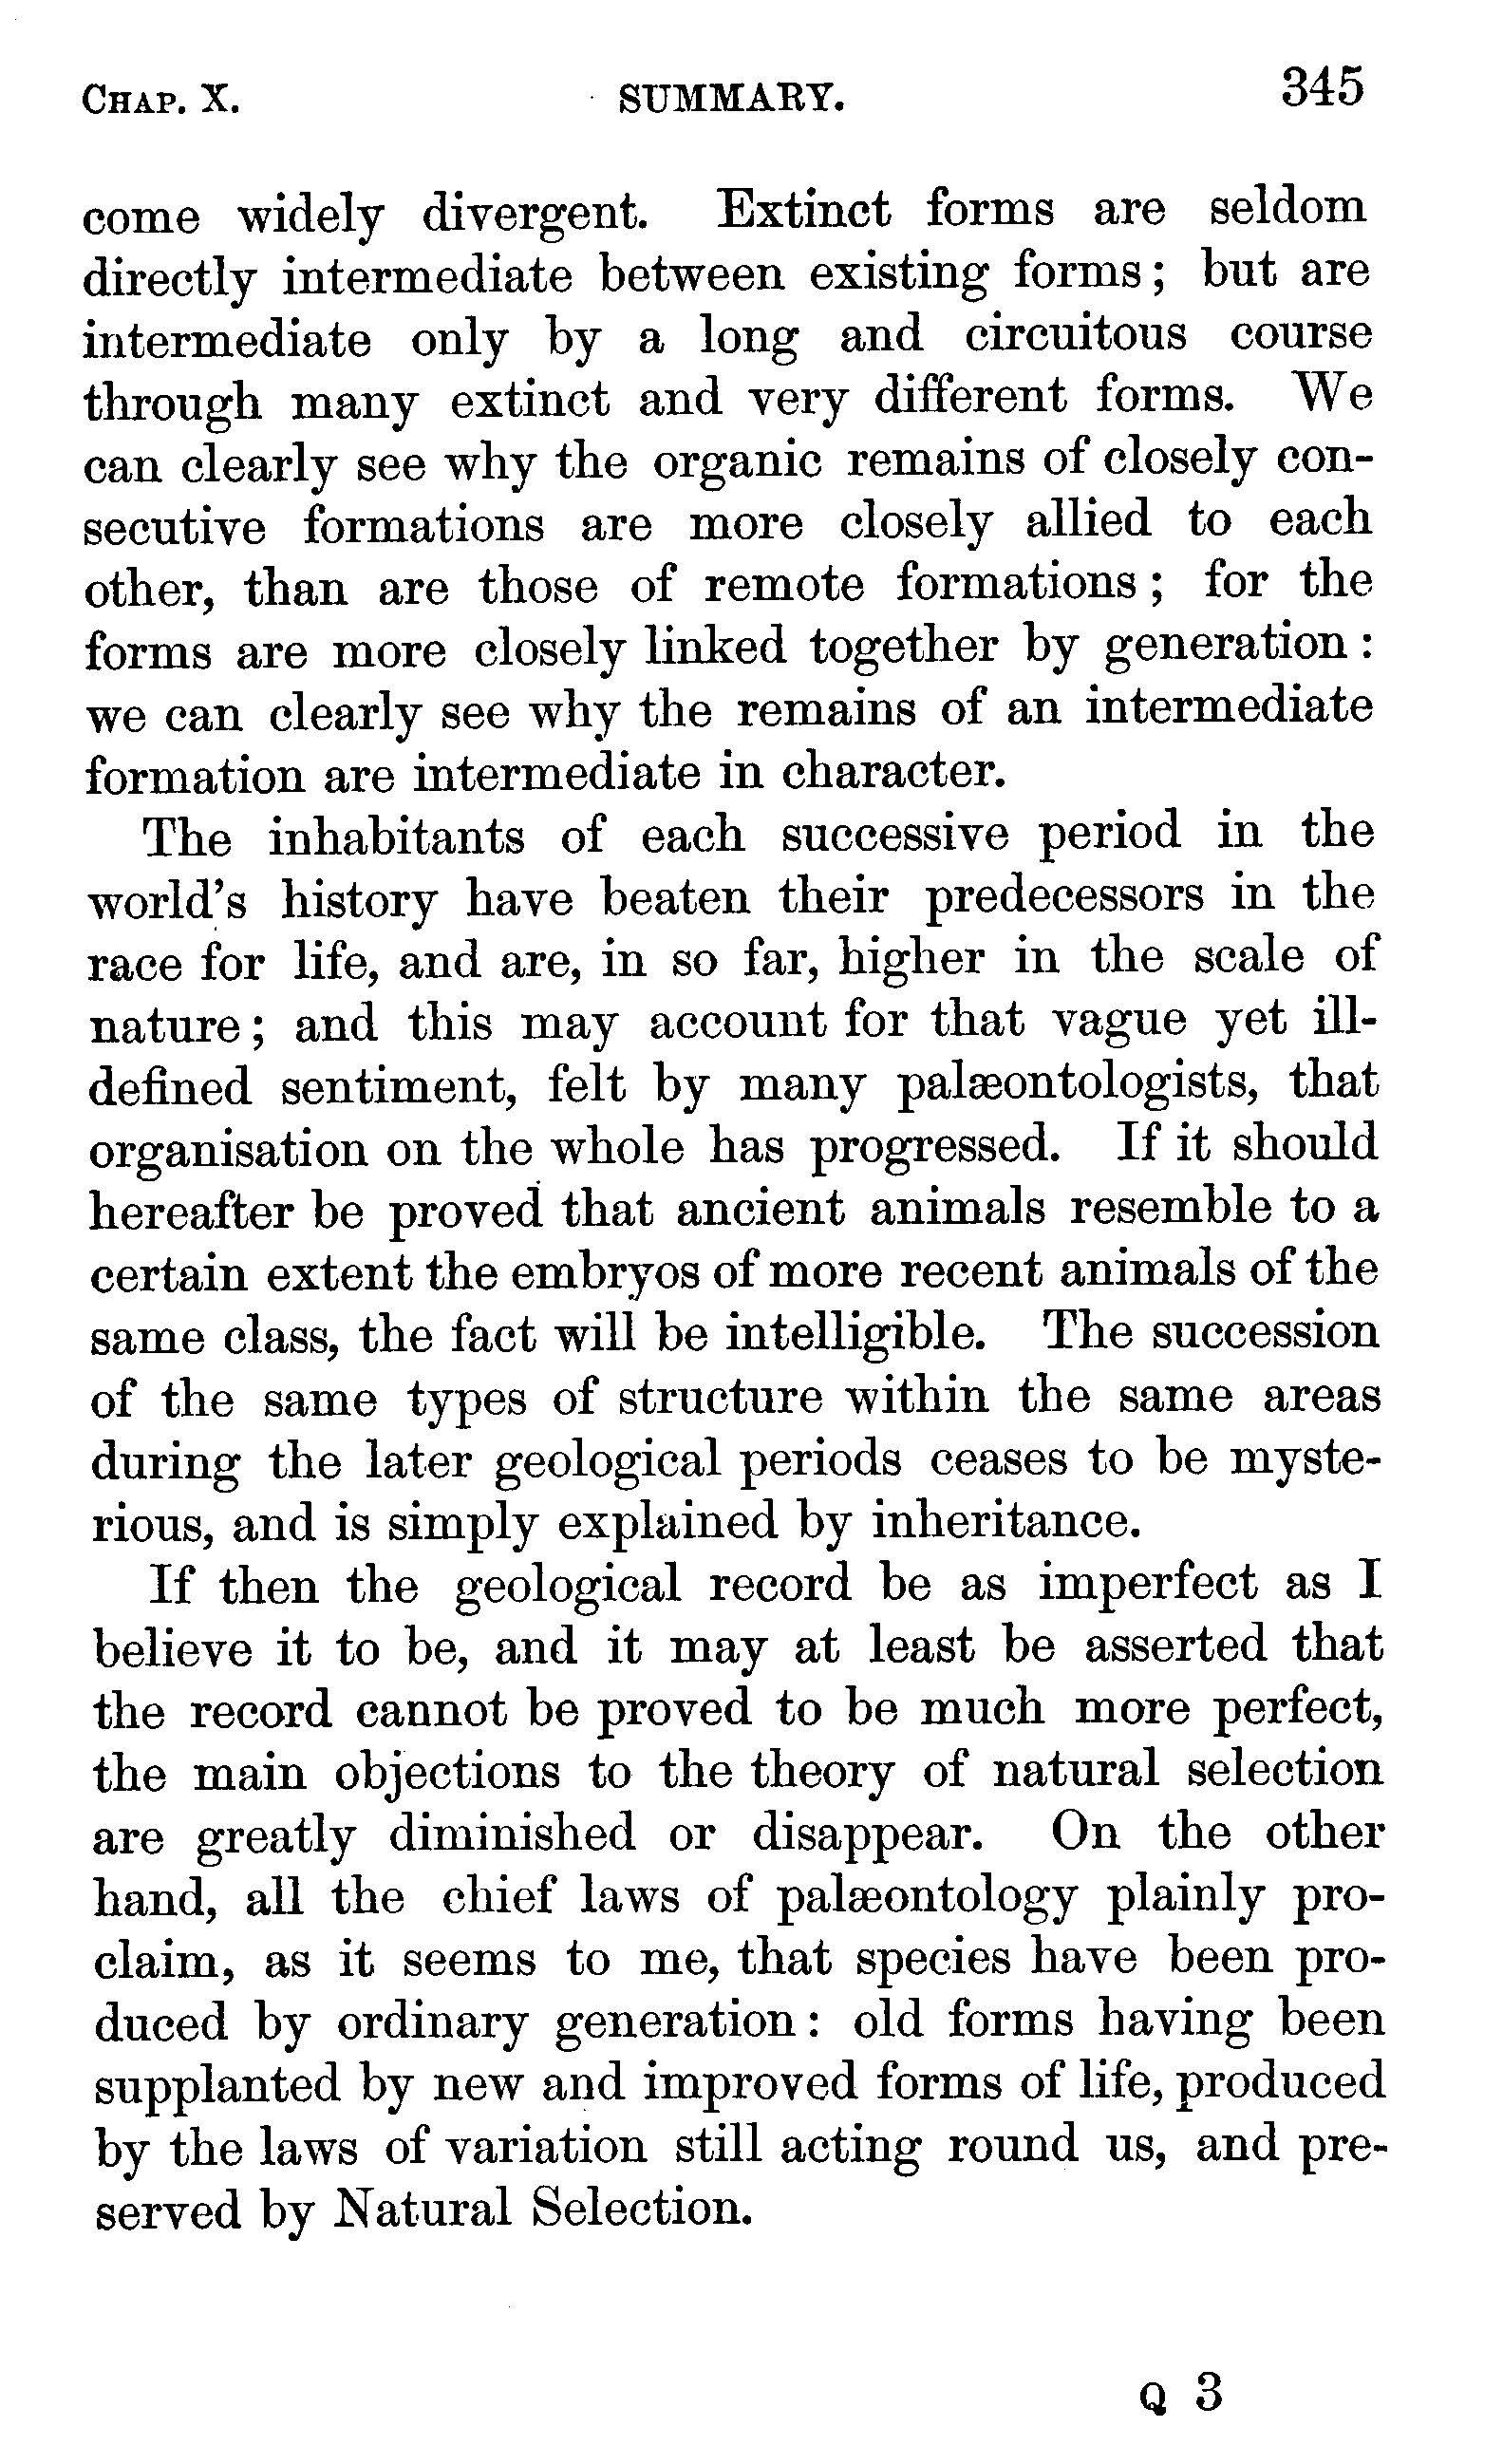 CHAP. X. SUMMARY. 345
come widely divergent. Extinct forms are seldom
directly intermediate between existing forms; but are
intermediate only by a long and circuitous course
through many extinct and very different forms. We
can clearly see why the organic remains of closely con-
secutive formations are more closely allied to each
other, than are those of remote formations; for the
forms are more closely linked together by generation:
we can clearly see why the remains of an intermediate
formation are intermediate in character.
The inhabitants of each successive period in the
world's history have beaten their predecessors in the
race for life, and are, in so far, higher in the scale of
nature; and this may account for that vague yet ill-
defined sentiment, felt by many palæontologists, that
organisation on the whole has progressed. If it should
hereafter be proved that ancient animals resemble to a
certain extent the embryos of more recent animals of the
same class, the fact will be intelligible. The succession
of the same types of structure within the same areas
during the later geological periods ceases to be myste-
rious, and is simply explained by inheritance.
If then the geological record be as imperfect as I
believe it to be, and it may at least be asserted that
the record cannot be proved to be much more perfect,
the main objections to the theory of natural selection
are greatly diminished or disappear. On the other
hand, all the chief laws of palæontology plainly pro-
claim, as it seems to me, that species have been pro-
duced by ordinary generation: old forms having been
supplanted by new and improved forms of life, produced
by the laws of variation still acting round us, and pre-
served by Natural Selection.
Q 3